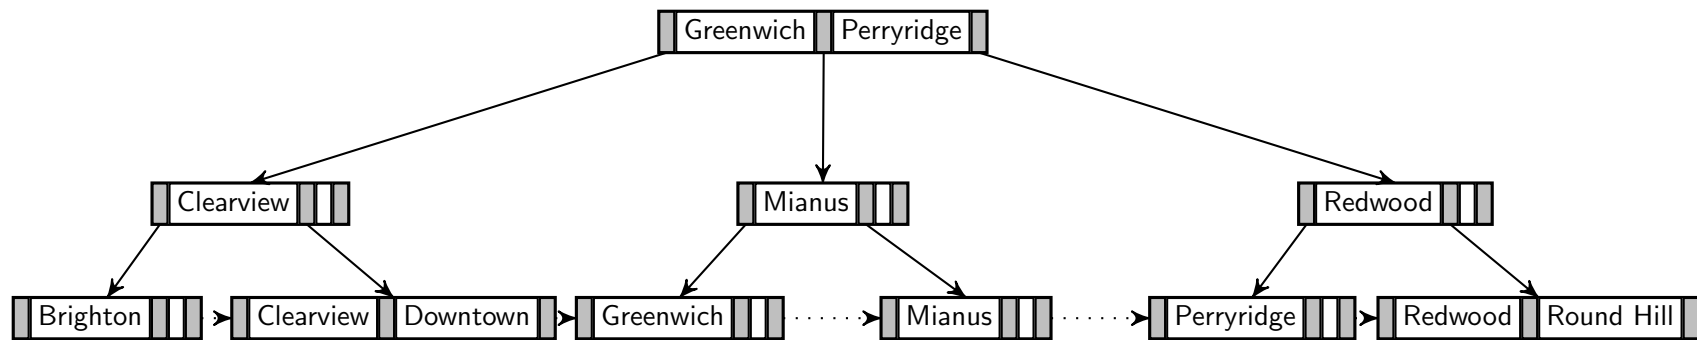 Greenwich Perryridge
Clearview Mianus Redwood
Brighton Clearview Downtown Greenwich Mianus Perryridge Redwood Round Hill